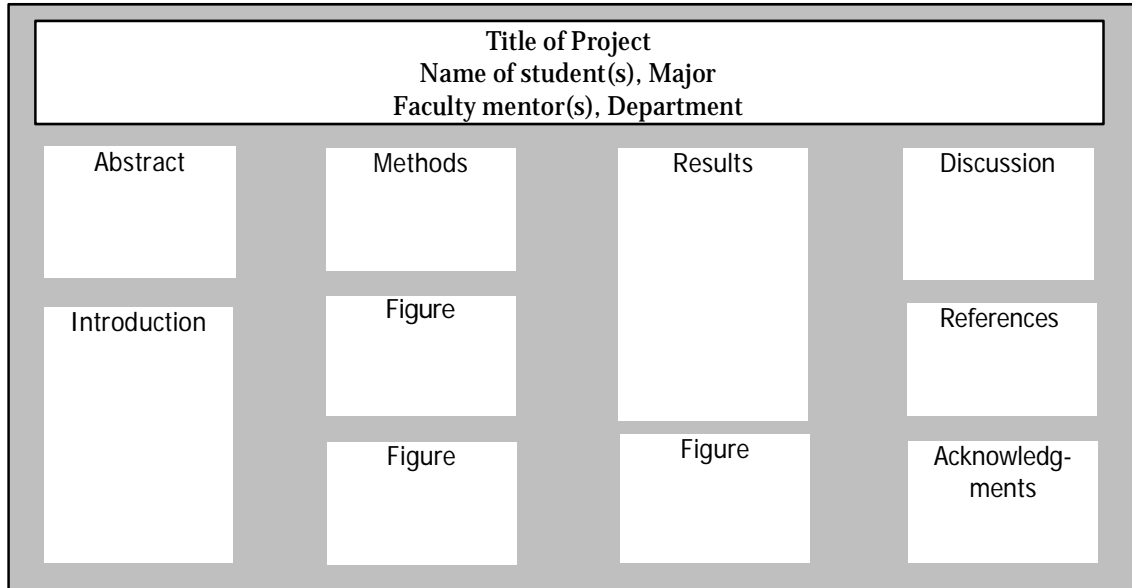 Title of Project
Name of student(s), Major
Faculty mentor(s), Department
Abstract
Introduction
Methods
Figure
Figure
Results
Figure
Discussion
References
Acknowledg-
ments